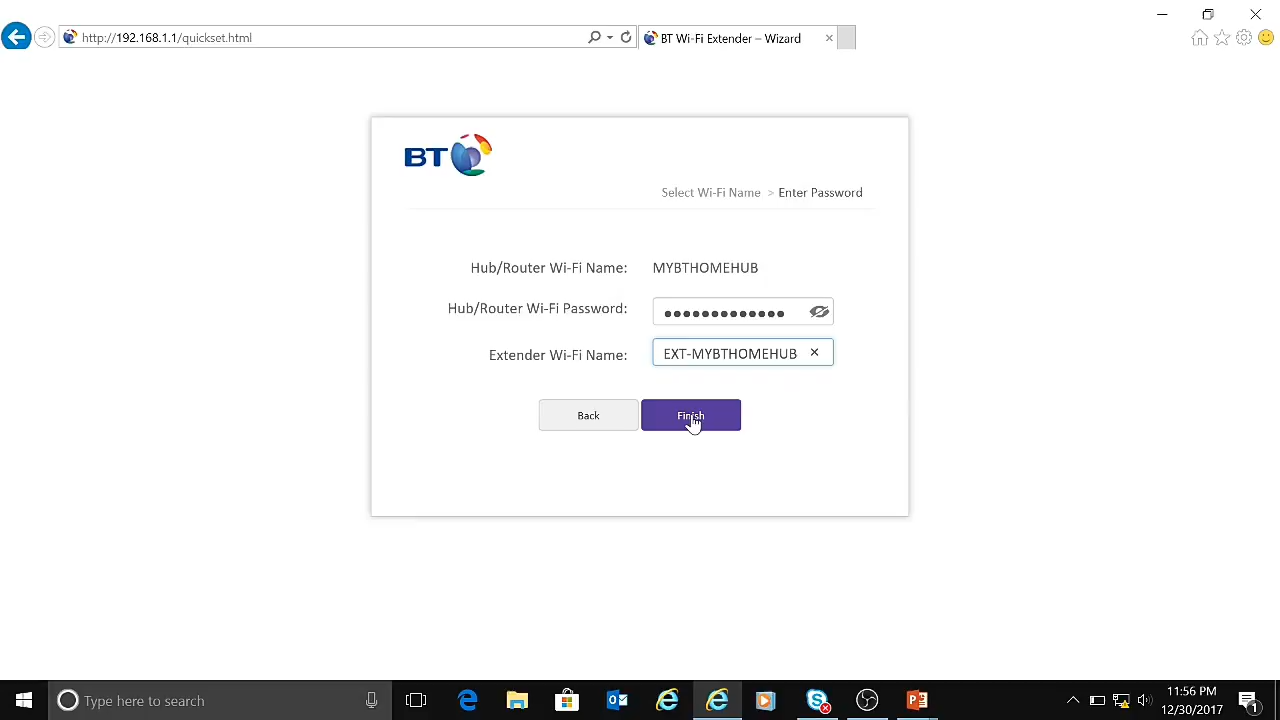 http://192.168.1.1/quickset.html
BT Wi-Fi Extender – Wizard
BT
Select Wi-Fi Name > Enter Password
Hub/Router Wi-Fi Name: MYBTHOMEHUB
Hub/Router Wi-Fi Password: ●●●●●●●●●●●●●
Extender Wi-Fi Name: EXT-MYBTHOMEHUB
Back Finish
Type here to search
11:56 PM
12/30/2017
1